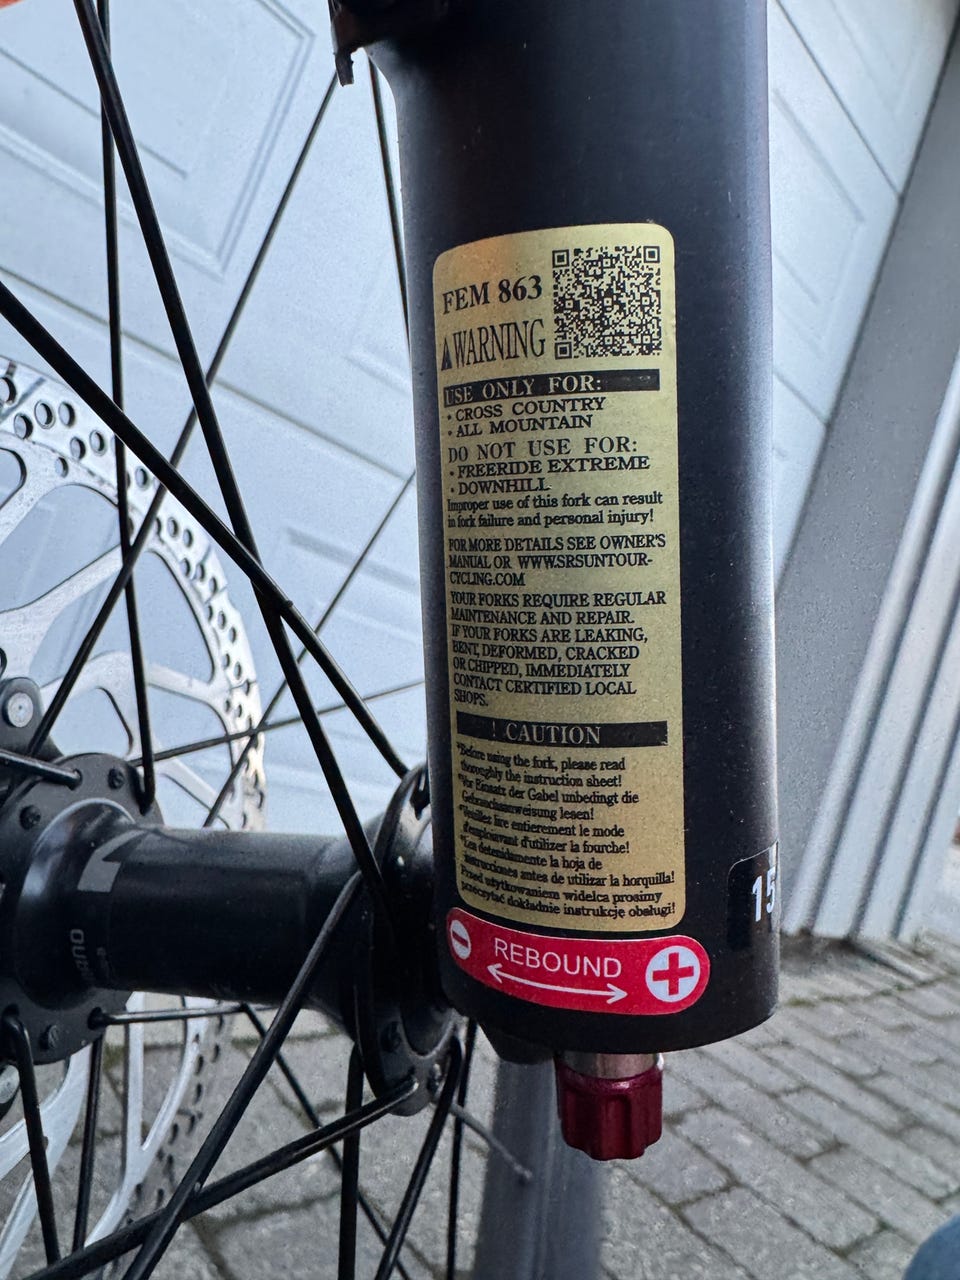 FEM 863
WARNING
USE ONLY FOR:
• CROSS COUNTRY
• ALL MOUNTAIN
DO NOT USE FOR:
• FREERIDE EXTREME
• DOWNHILL
Improper use of this fork can result
in fork failure and personal injury!
FOR MORE DETAILS SEE OWNER'S
MANUAL OR WWW.SRSUNTOUR-
CYCLING.COM
YOUR FORKS REQUIRE REGULAR
MAINTENANCE AND REPAIR.
IF YOUR FORKS ARE LEAKING,
BENT, DEFORMED, CRACKED
OR CHIPPED, IMMEDIATELY
CONTACT CERTIFIED LOCAL
SHOPS.
! CAUTION
*Before using the fork, please read
thoroughly the instruction sheet!
*Vor Einsatz der Gabel unbedingt die
Gebrauchsanweisung lesen!
*Veuilles lire entierement le mode
d'emplouvant d'utilizer la fourche!
*Lea detenidamente la hoja de
instrucciones antes de utilizar la horquilla!
Przed użytkowaniem widelca prosimy
przeczytać dokładnie instrukcję obsługi!
- REBOUND +
15